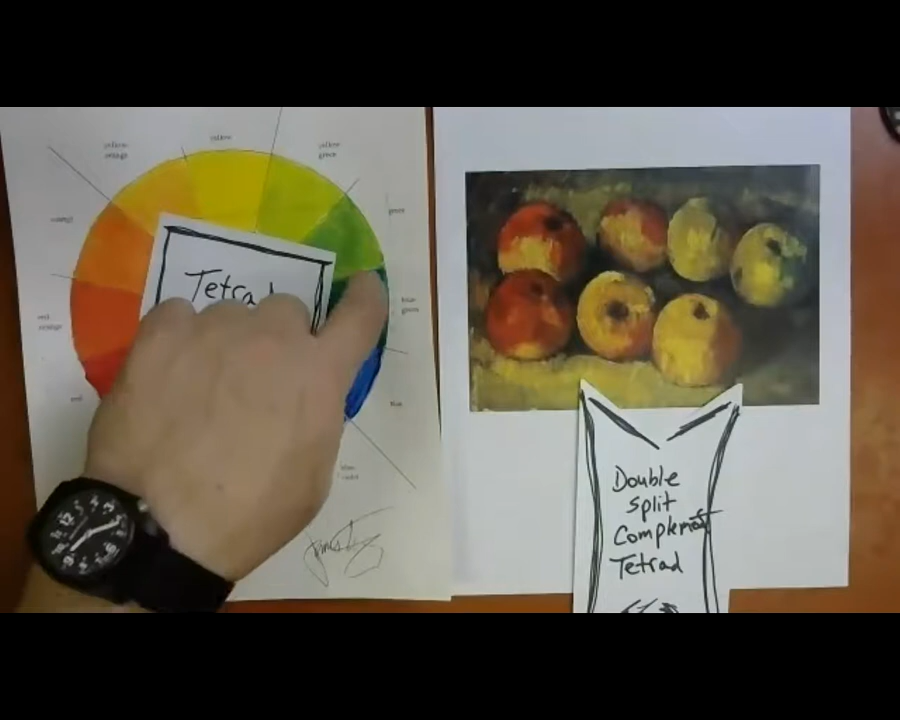 yellow
yellow
orange
yellow
green
orange
green
red
orange
blue
green
red
blue
blue
violet
Tetrad
Double
split
Complement
Tetrad